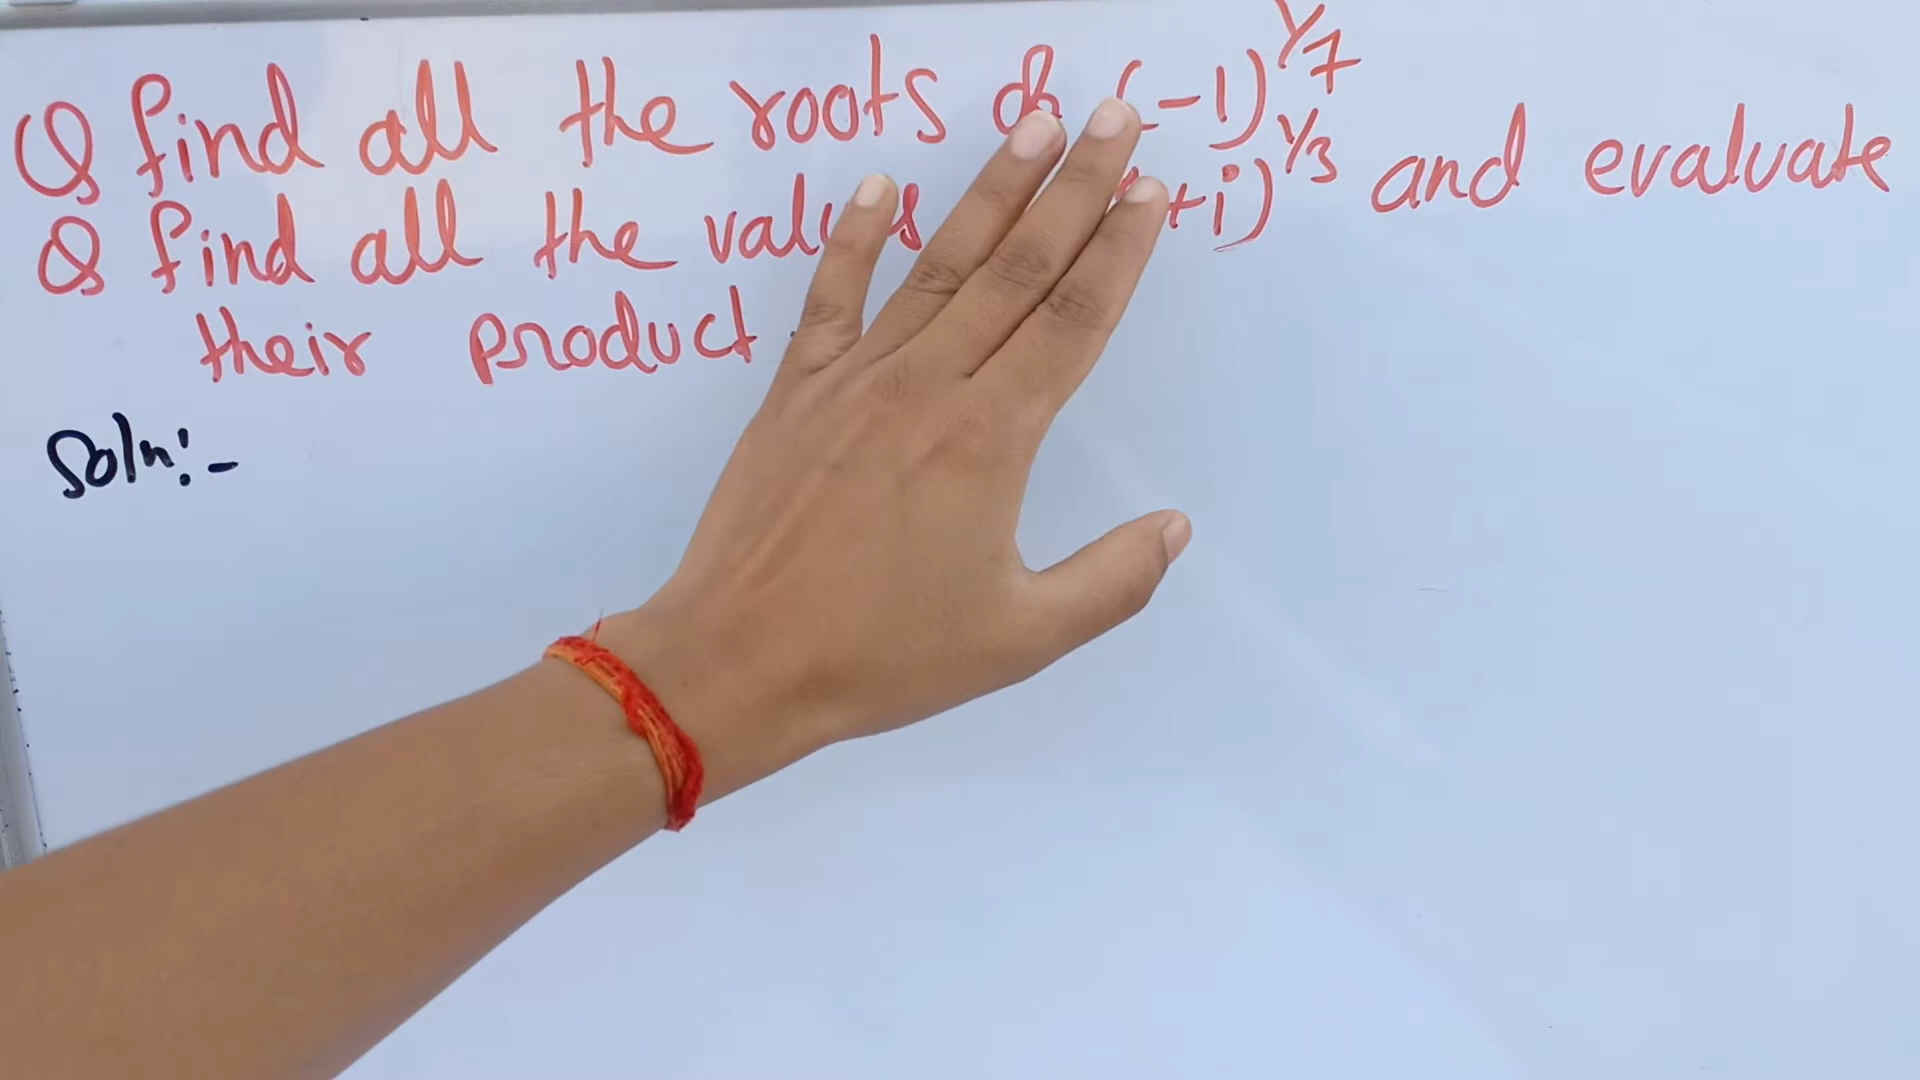 Q find all the roots of (-1)^1/7
Q find all the values +i)^1/3 and evaluate
their product
Soln:-